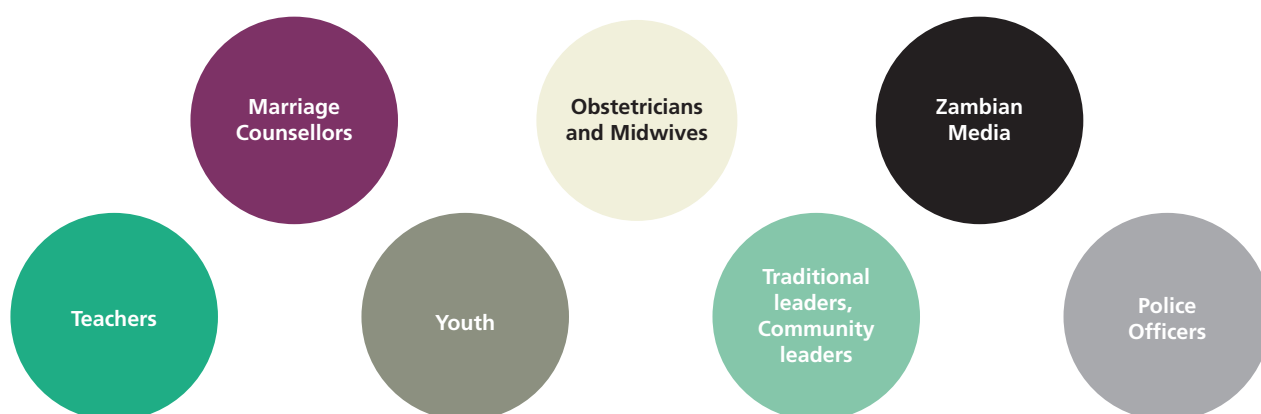 Marriage
Counsellors
Obstetricians
and Midwives
Zambian
Media
Teachers
Youth
Traditional
leaders,
Community
leaders
Police
Officers